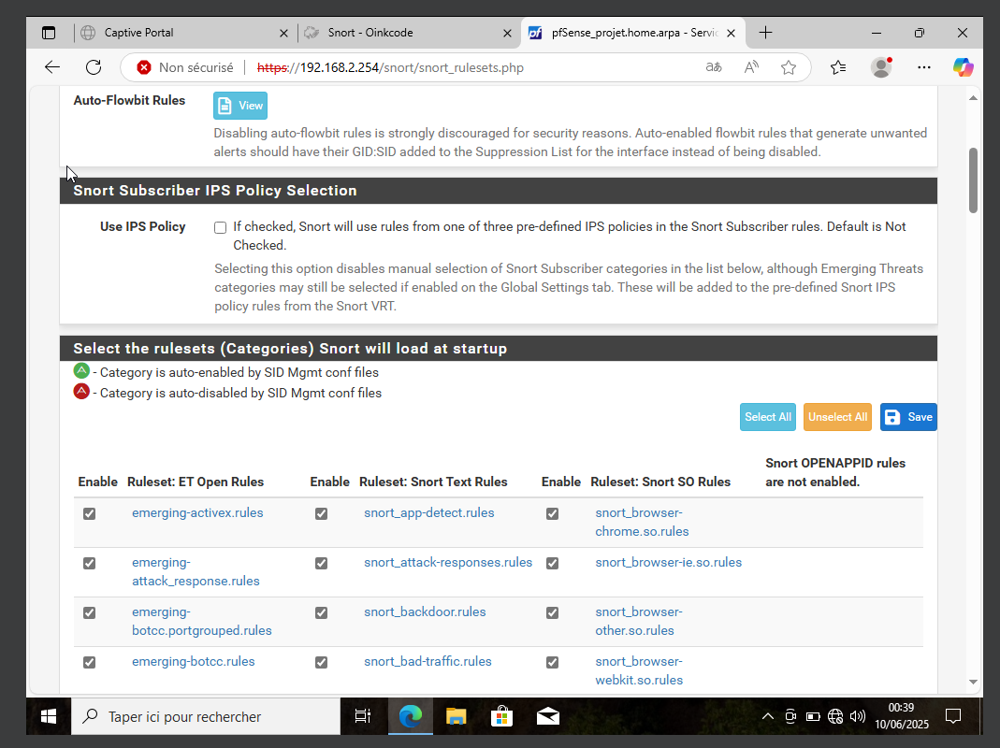 Captive Portal
Snort - Oinkcode
pfSense_projet.home.arpa - Servic
Non sécurisé
https://192.168.2.254/snort/snort_rulesets.php
Auto-Flowbit Rules
View
Disabling auto-flowbit rules is strongly discouraged for security reasons. Auto-enabled flowbit rules that generate unwanted
alerts should have their GID:SID added to the Suppression List for the interface instead of being disabled.
Snort Subscriber IPS Policy Selection
Use IPS Policy
If checked, Snort will use rules from one of three pre-defined IPS policies in the Snort Subscriber rules. Default is Not
Checked.
Selecting this option disables manual selection of Snort Subscriber categories in the list below, although Emerging Threats
categories may still be selected if enabled on the Global Settings tab. These will be added to the pre-defined Snort IPS
policy rules from the Snort VRT.
Select the rulesets (Categories) Snort will load at startup
- Category is auto-enabled by SID Mgmt conf files
- Category is auto-disabled by SID Mgmt conf files
Select All
Unselect All
Save
Enable
Ruleset: ET Open Rules
Enable
Ruleset: Snort Text Rules
Enable
Ruleset: Snort SO Rules
Snort OPENAPPID rules
are not enabled.
emerging-activex.rules
snort_app-detect.rules
snort_browser-
chrome.so.rules
emerging-
attack_response.rules
snort_attack-responses.rules
snort_browser-ie.so.rules
emerging-
botcc.portgrouped.rules
snort_backdoor.rules
snort_browser-
other.so.rules
emerging-botcc.rules
snort_bad-traffic.rules
snort_browser-
webkit.so.rules
Taper ici pour rechercher
00:39
10/06/2025